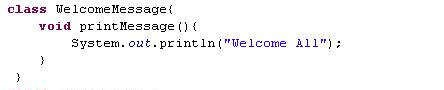 class WelcomeMessage{
    void printMessage(){
        System.out.println("Welcome All");
    }
 }